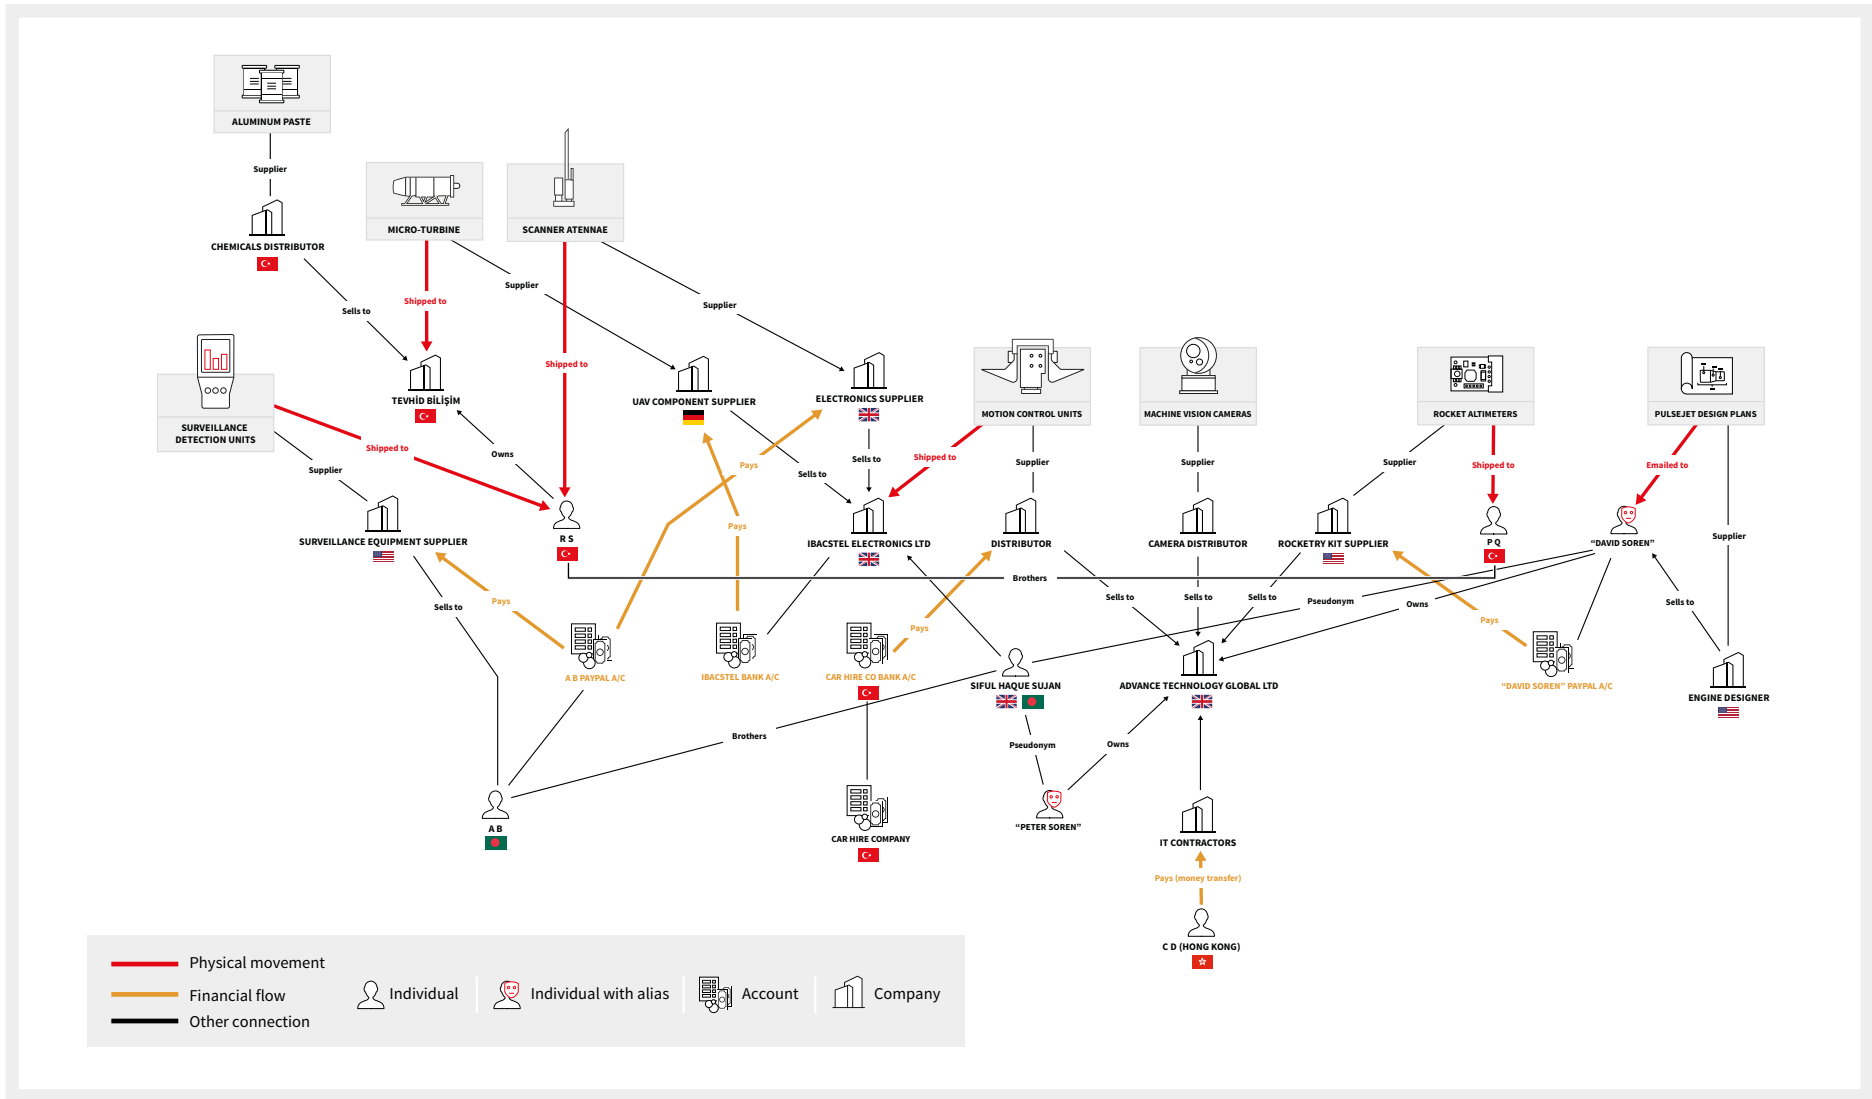 ALUMINUM PASTE
Supplier
CHEMICALS DISTRIBUTOR
MICRO-TURBINE
SCANNER ATENNAE
Supplier
Supplier
Shipped to
Sells to
Shipped to
TEVHİD BİLİŞİM
UAV COMPONENT SUPPLIER
ELECTRONICS SUPPLIER
MOTION CONTROL UNITS
MACHINE VISION CAMERAS
ROCKET ALTIMETERS
PULSEJET DESIGN PLANS
SURVEILLANCE
DETECTION UNITS
Shipped to
Owns
Supplier
Pays
Sells to
Sells to
Shipped to
Supplier
Supplier
Supplier
Shipped to
Emailed to
Pays
SURVEILLANCE EQUIPMENT SUPPLIER
R S
IBACSTEL ELECTRONICS LTD
DISTRIBUTOR
CAMERA DISTRIBUTOR
ROCKETRY KIT SUPPLIER
P Q
“DAVID SOREN”
Supplier
Brothers
Sells to
Pays
Pays
Sells to
Sells to
Sells to
Pseudonym
Owns
Pays
Sells to
A B PAYPAL A/C
IBACSTEL BANK A/C
CAR HIRE CO BANK A/C
SIFUL HAQUE SUJAN
ADVANCE TECHNOLOGY GLOBAL LTD
“DAVID SOREN” PAYPAL A/C
ENGINE DESIGNER
Brothers
Pseudonym
Owns
A B
CAR HIRE COMPANY
“PETER SOREN”
IT CONTRACTORS
Pays (money transfer)
C D (HONG KONG)
Physical movement
Financial flow
Other connection
Individual
Individual with alias
Account
Company